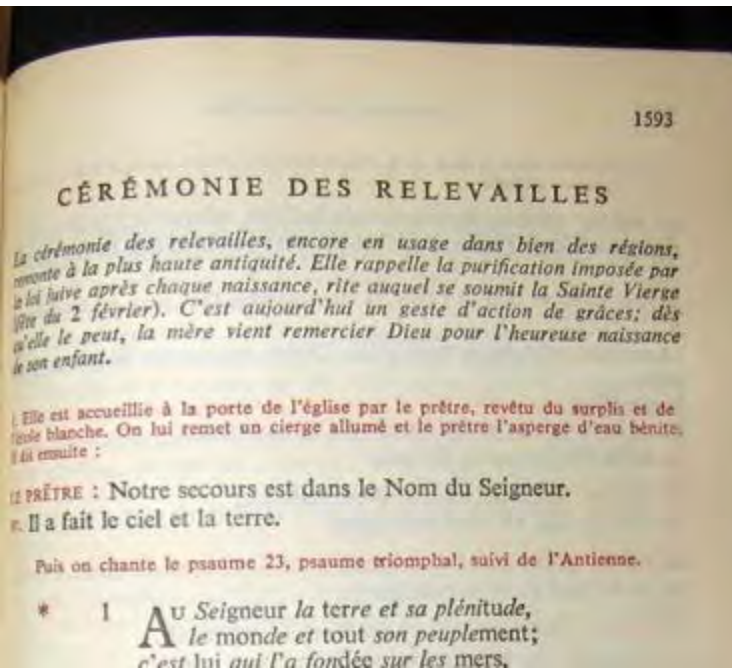 1593
CÉRÉMONIE DES RELEVAILLES
La cérémonie des relevailles, encore en usage dans bien des régions,
remonte à la plus haute antiquité. Elle rappelle la purification imposée par
la loi juive après chaque naissance, rite auquel se soumit la Sainte Vierge
(fête du 2 février). C'est aujourd'hui un geste d'action de grâces; dès
qu'elle le peut, la mère vient remercier Dieu pour l'heureuse naissance
de son enfant.
Elle est accueillie à la porte de l'église par le prêtre, revêtu du surplis et de
l'étole blanche. On lui remet un cierge allumé et le prêtre l'asperge d'eau bénite.
Il dit ensuite :
LE PRÊTRE : Notre secours est dans le Nom du Seigneur.
Il a fait le ciel et la terre.
Puis on chante le psaume 23, psaume triomphal, suivi de l'Antienne.
* 1 AU Seigneur la terre et sa plénitude,
le monde et tout son peuplement;
c'est lui qui l'a fondée sur les mers,